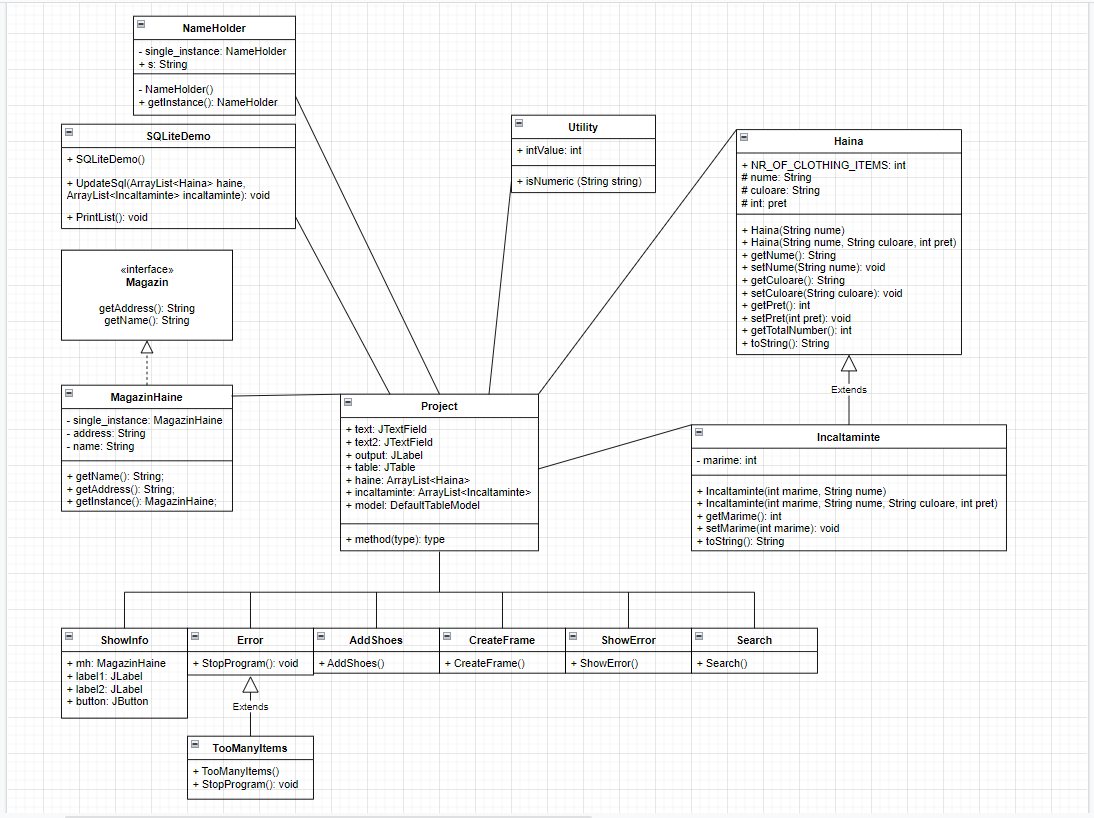 NameHolder
- single_instance: NameHolder
+ s: String
- NameHolder()
+ getInstance(): NameHolder
SQLiteDemo
+ SQLiteDemo()
+ UpdateSql(ArrayList<Haina> haine,
ArrayList<Incaltaminte> incaltaminte): void
+ PrintList(): void
«interface»
Magazin
getAddress(): String
getName(): String
MagazinHaine
- single_instance: MagazinHaine
- address: String
- name: String
+ getName(): String;
+ getAddress(): String;
+ getInstance(): MagazinHaine;
Utility
+ intValue: int
+ isNumeric (String string)
Haina
+ NR_OF_CLOTHING_ITEMS: int
# nume: String
# culoare: String
# int: pret
+ Haina(String nume)
+ Haina(String nume, String culoare, int pret)
+ getNume(): String
+ setNume(String nume): void
+ getCuloare(): String
+ setCuloare(String culoare): void
+ getPret(): int
+ setPret(int pret): void
+ getTotalNumber(): int
+ toString(): String
Extends
Project
+ text: JTextField
+ text2: JTextField
+ output: JLabel
+ table: JTable
+ haine: ArrayList<Haina>
+ incaltaminte: ArrayList<Incaltaminte>
+ model: DefaultTableModel
+ method(type): type
Incaltaminte
- marime: int
+ Incaltaminte(int marime, String nume)
+ Incaltaminte(int marime, String nume, String culoare, int pret)
+ getMarime(): int
+ setMarime(int marime): void
+ toString(): String
ShowInfo
+ mh: MagazinHaine
+ label1: JLabel
+ label2: JLabel
+ button: JButton
Error
+ StopProgram(): void
AddShoes
+ AddShoes()
CreateFrame
+ CreateFrame()
ShowError
+ ShowError()
Search
+ Search()
Extends
TooManyItems
+ TooManyItems()
+ StopProgram(): void